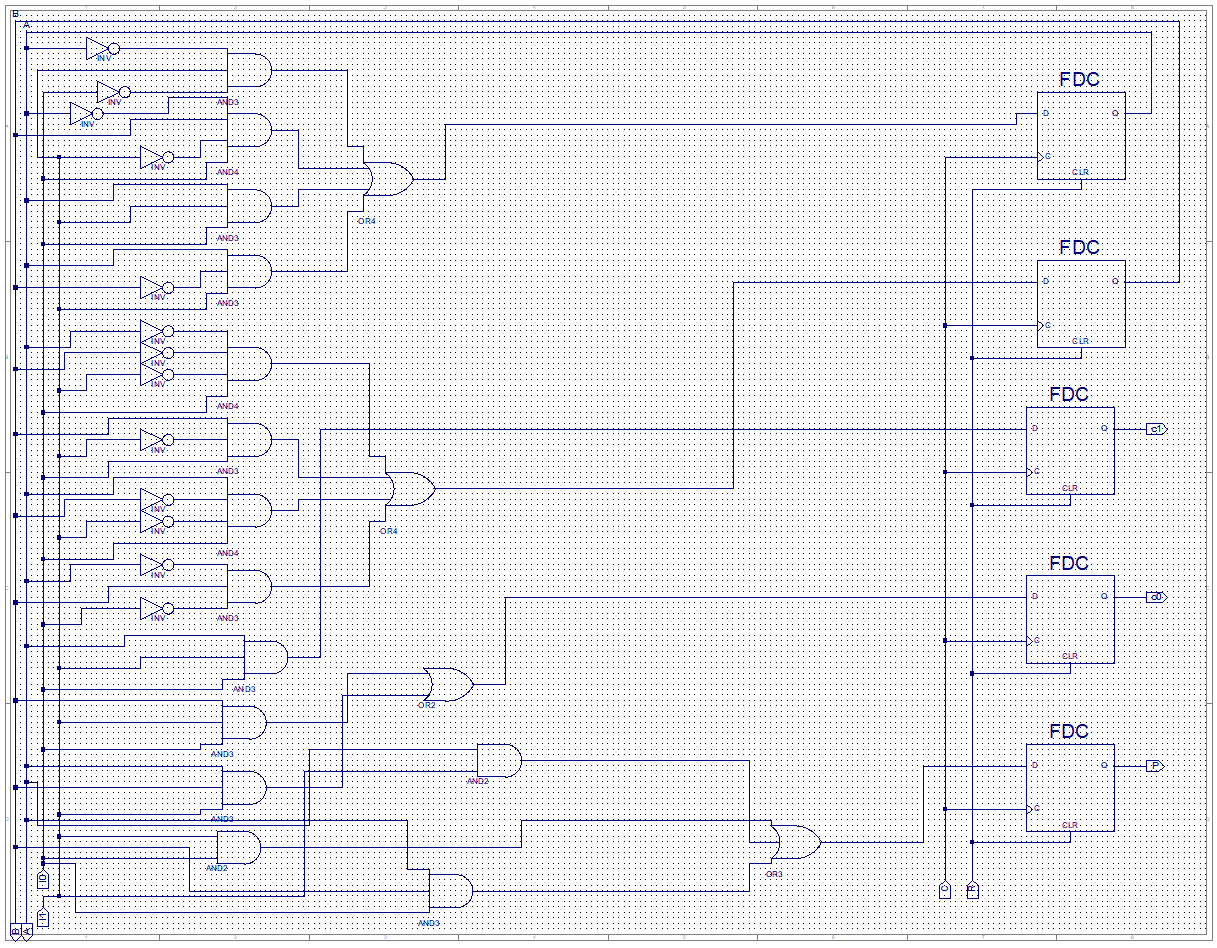 B
A
INV
INV
AND3
INV
INV
AND4
AND3
OR4
INV
AND3
FDC
D
Q
C
CLR
FDC
D
Q
C
CLR
INV
INV
INV
AND4
INV
AND3
INV
INV
AND4
OR4
INV
INV
AND3
FDC
D
Q
c1
C
CLR
FDC
D
Q
C
CLR
AND3
OR2
AND3
AND2
AND3
AND2
OR3
AND3
FDC
D
Q
P
C
CLR
I0
I1
C
R
B
A